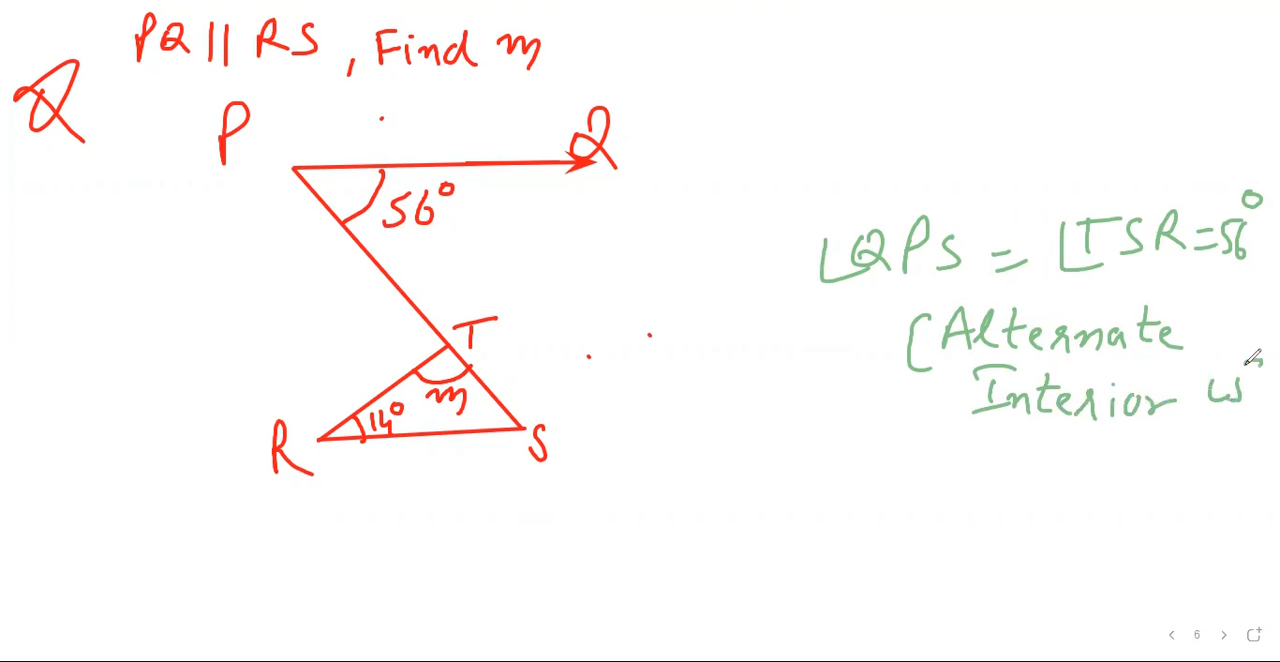 PQ || RS, Find m
Q
P
Q
56°
T
m
14°
R
S
∠QPS = ∠TSR = 56°
[Alternate
Interior ∠s
6